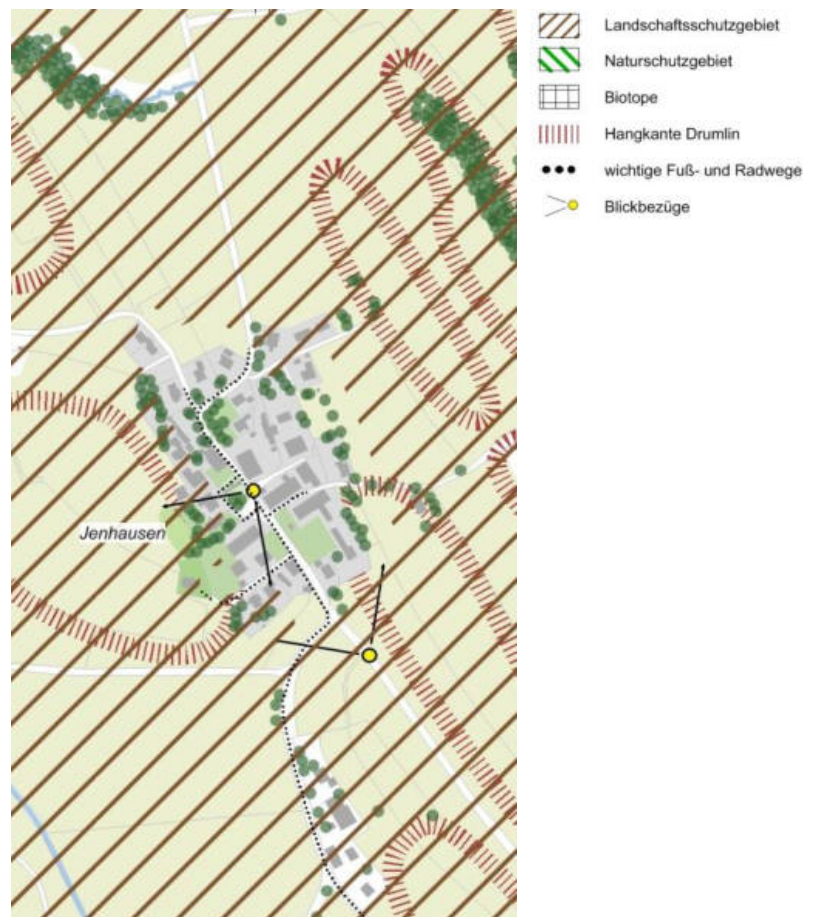 Landschaftsschutzgebiet
Naturschutzgebiet
Biotope
Hangkante Drumlin
wichtige Fuß- und Radwege
Blickbezüge
Jenhausen